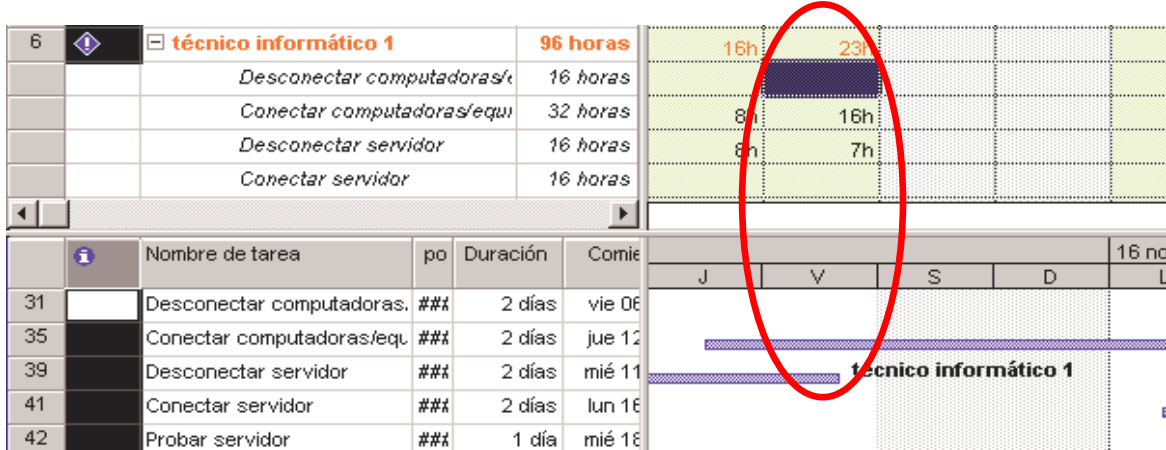 6 técnico informático 1 96 horas 16h 23h
Desconectar computadoras/e 16 horas
Conectar computadoras/equi 32 horas 8h 16h
Desconectar servidor 16 horas 8h 7h
Conectar servidor 16 horas
Nombre de tarea po Duración Comie 16 no
J V S D L
31 Desconectar computadoras. ### 2 días vie 06
35 Conectar computadoras/equ ### 2 días jue 12
39 Desconectar servidor ### 2 días mié 11 técnico informático 1
41 Conectar servidor ### 2 días lun 16
42 Probar servidor ### 1 día mié 18